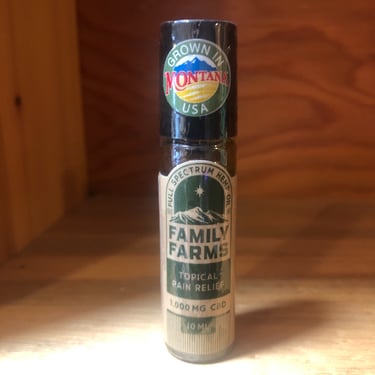 GROWN IN
MONTANA
USA
FULL SPECTRUM HEMP OIL
FAMILY
FARMS
TOPICAL
PAIN RELIEF
1,000 MG CBD
10 ML